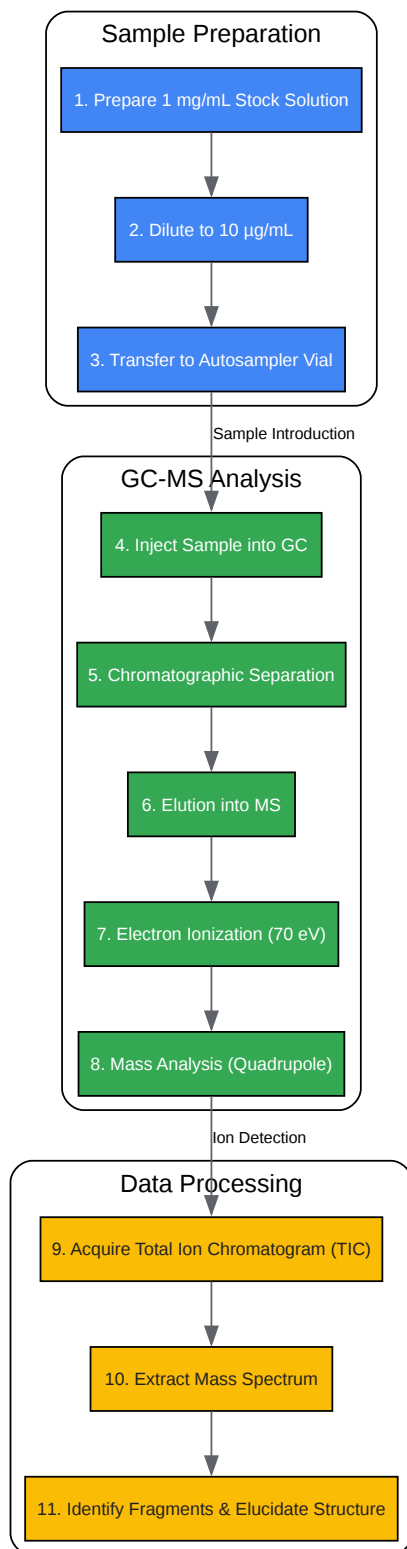 Sample Preparation
1. Prepare 1 mg/mL Stock Solution
2. Dilute to 10 µg/mL
3. Transfer to Autosampler Vial
Sample Introduction
GC-MS Analysis
4. Inject Sample into GC
5. Chromatographic Separation
6. Elution into MS
7. Electron Ionization (70 eV)
8. Mass Analysis (Quadrupole)
Ion Detection
Data Processing
9. Acquire Total Ion Chromatogram (TIC)
10. Extract Mass Spectrum
11. Identify Fragments & Elucidate Structure